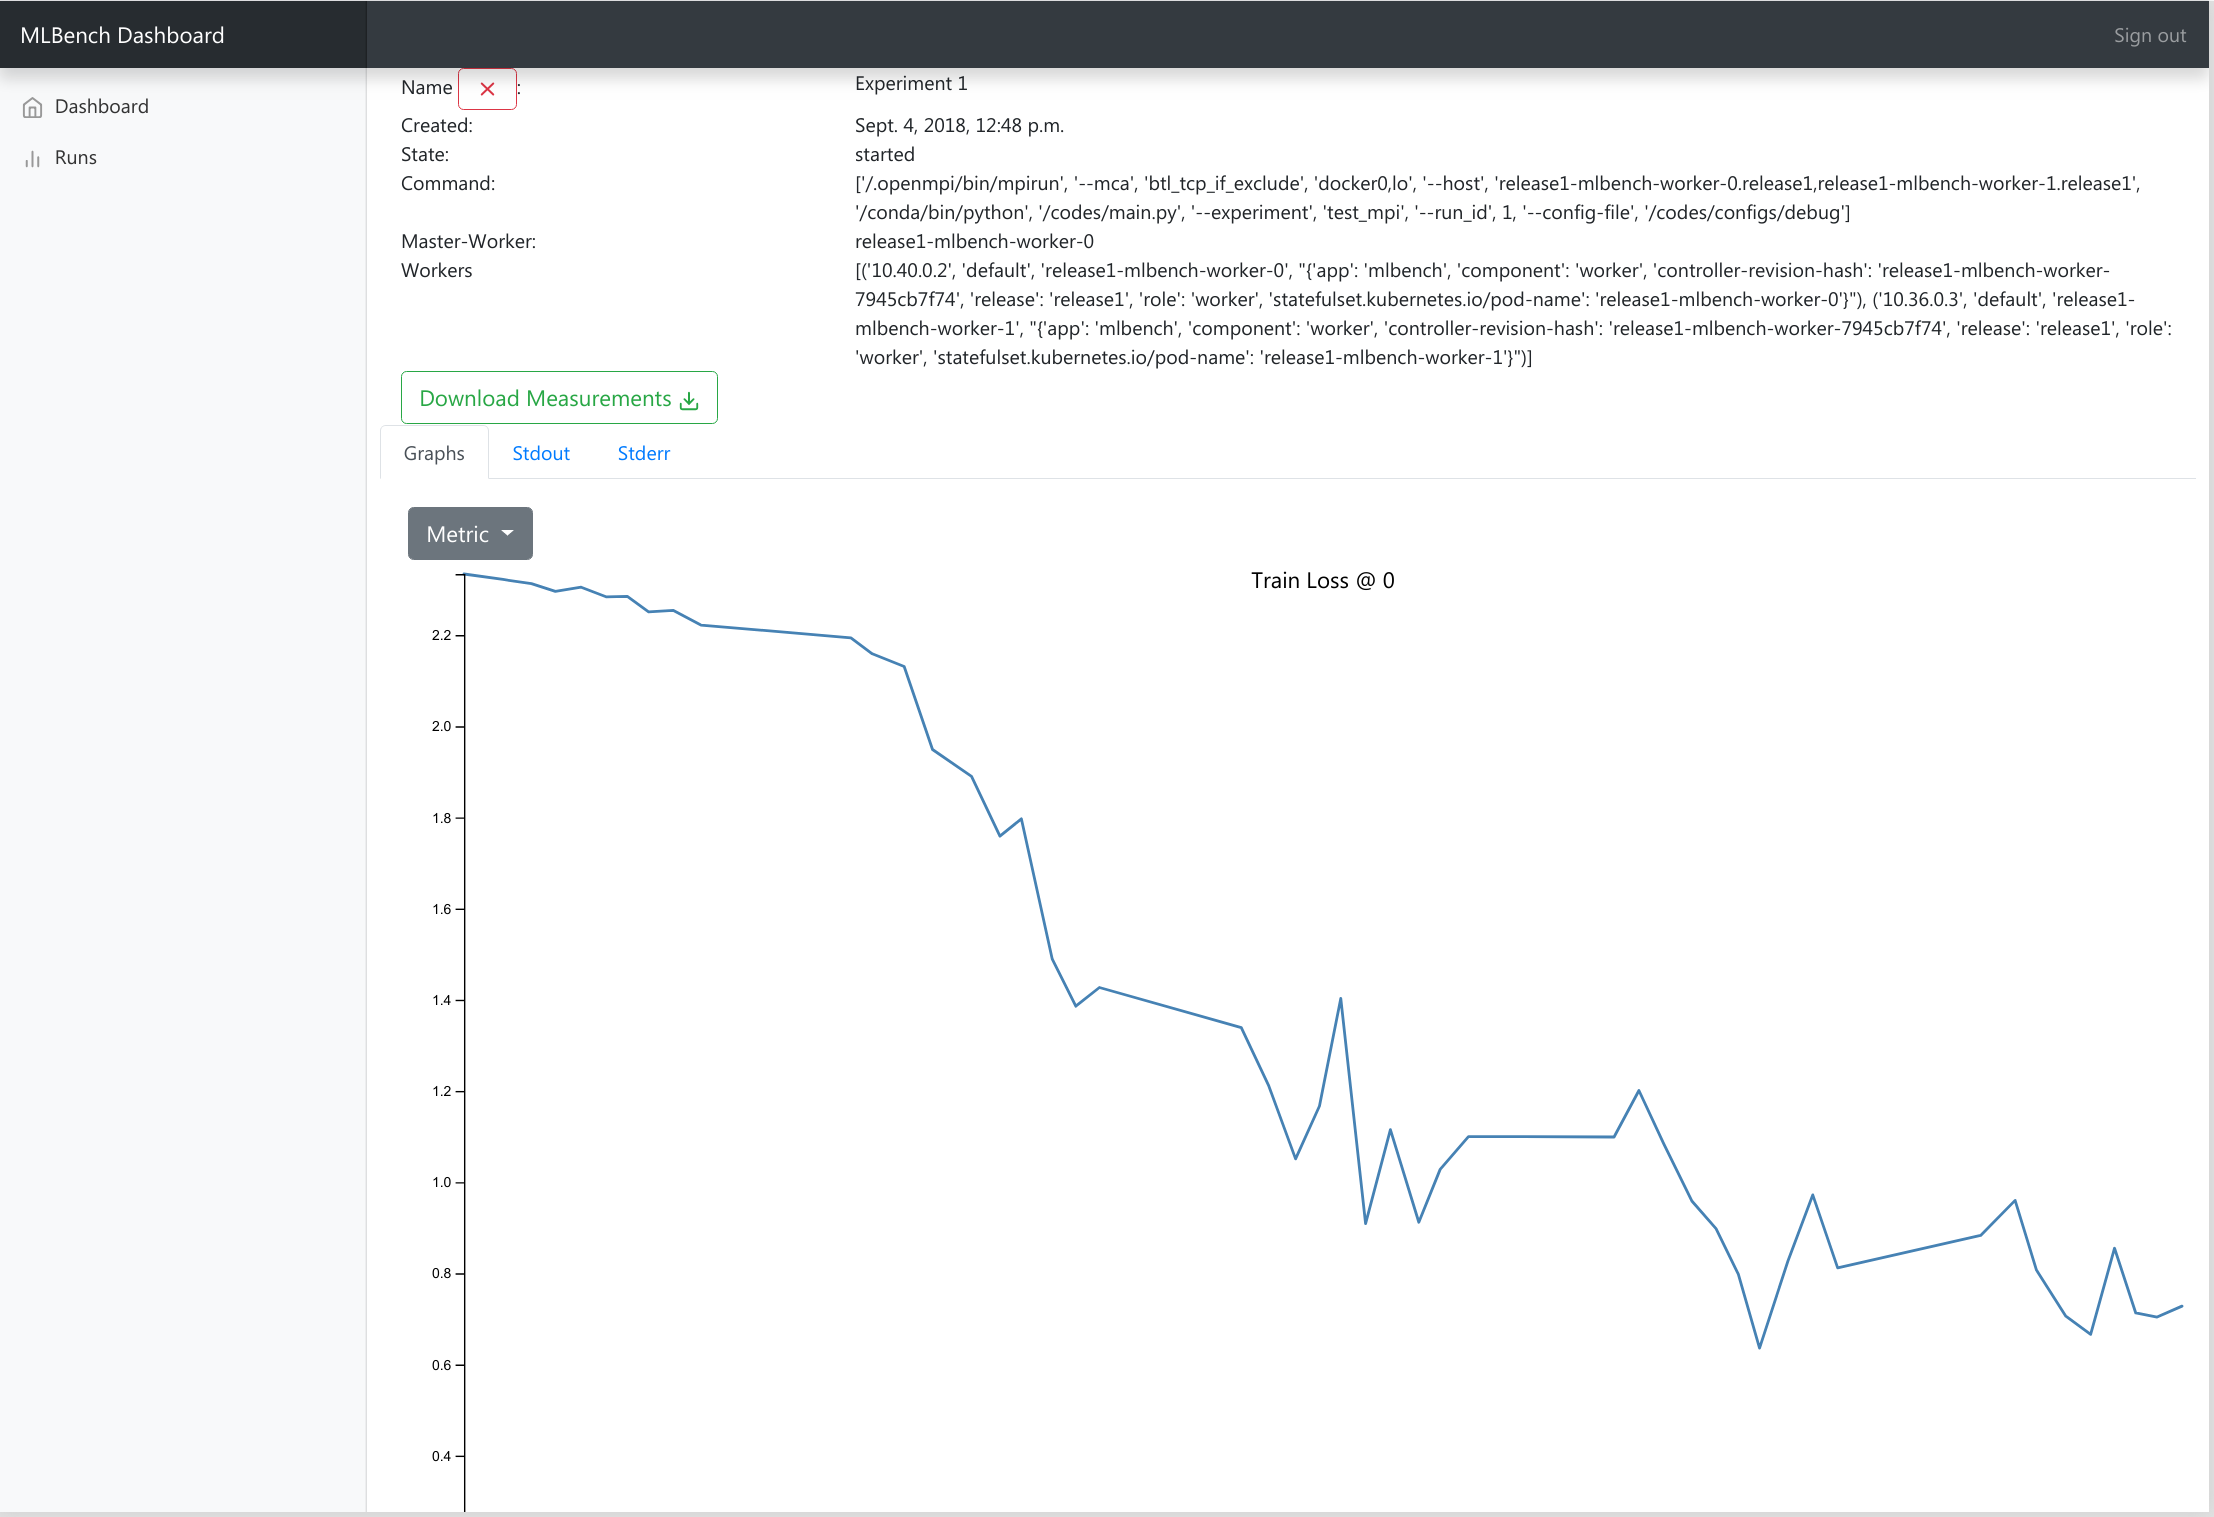 MLBench Dashboard
Sign out
Dashboard
Runs
Name :
Experiment 1
Created:
Sept. 4, 2018, 12:48 p.m.
State:
started
Command:
['/.openmpi/bin/mpirun', '--mca', 'btl_tcp_if_exclude', 'docker0,lo', '--host', 'release1-mlbench-worker-0.release1,release1-mlbench-worker-1.release1',
'/conda/bin/python', '/codes/main.py', '--experiment', 'test_mpi', '--run_id', 1, '--config-file', '/codes/configs/debug']
Master-Worker:
release1-mlbench-worker-0
Workers
[('10.40.0.2', 'default', 'release1-mlbench-worker-0', "{'app': 'mlbench', 'component': 'worker', 'controller-revision-hash': 'release1-mlbench-worker-
7945cb7f74', 'release': 'release1', 'role': 'worker', 'statefulset.kubernetes.io/pod-name': 'release1-mlbench-worker-0'}"), ('10.36.0.3', 'default', 'release1-
mlbench-worker-1', "{'app': 'mlbench', 'component': 'worker', 'controller-revision-hash': 'release1-mlbench-worker-7945cb7f74', 'release': 'release1', 'role':
'worker', 'statefulset.kubernetes.io/pod-name': 'release1-mlbench-worker-1'}")]
Download Measurements
Graphs
Stdout
Stderr
Metric
Train Loss @ 0
2.2
2.0
1.8
1.6
1.4
1.2
1.0
0.8
0.6
0.4